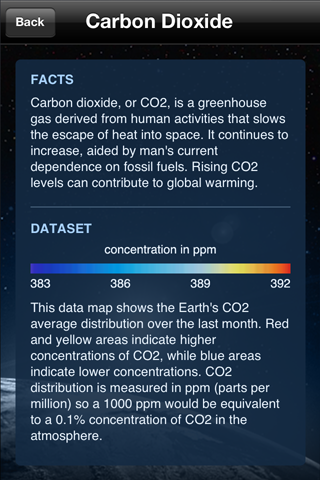 Back
Carbon Dioxide
FACTS
Carbon dioxide, or CO2, is a greenhouse
gas derived from human activities that slows
the escape of heat into space. It continues to
increase, aided by man's current
dependence on fossil fuels. Rising CO2
levels can contribute to global warming.
DATASET
concentration in ppm
383 386 389 392
This data map shows the Earth's CO2
average distribution over the last month. Red
and yellow areas indicate higher
concentrations of CO2, while blue areas
indicate lower concentrations. CO2
distribution is measured in ppm (parts per
million) so a 1000 ppm would be equivalent
to a 0.1% concentration of CO2 in the
atmosphere.